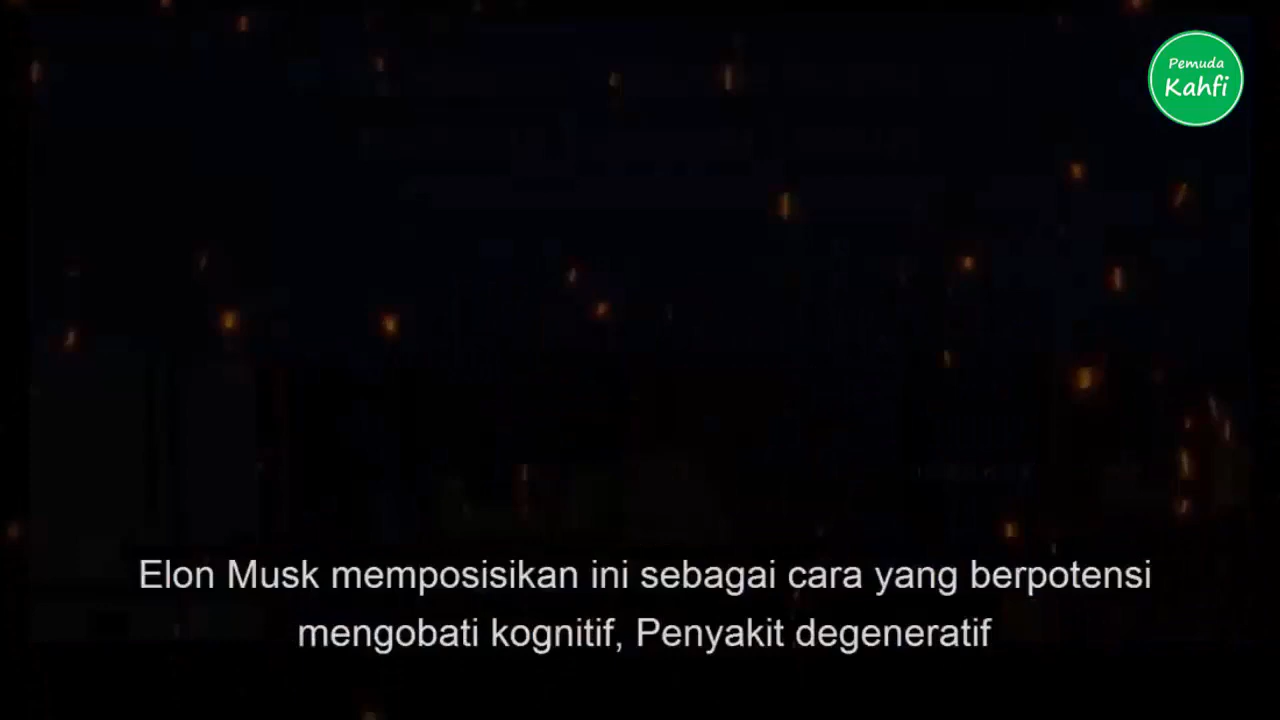 Pemuda
Kahfi
Elon Musk memposisikan ini sebagai cara yang berpotensi
mengobati kognitif, Penyakit degeneratif